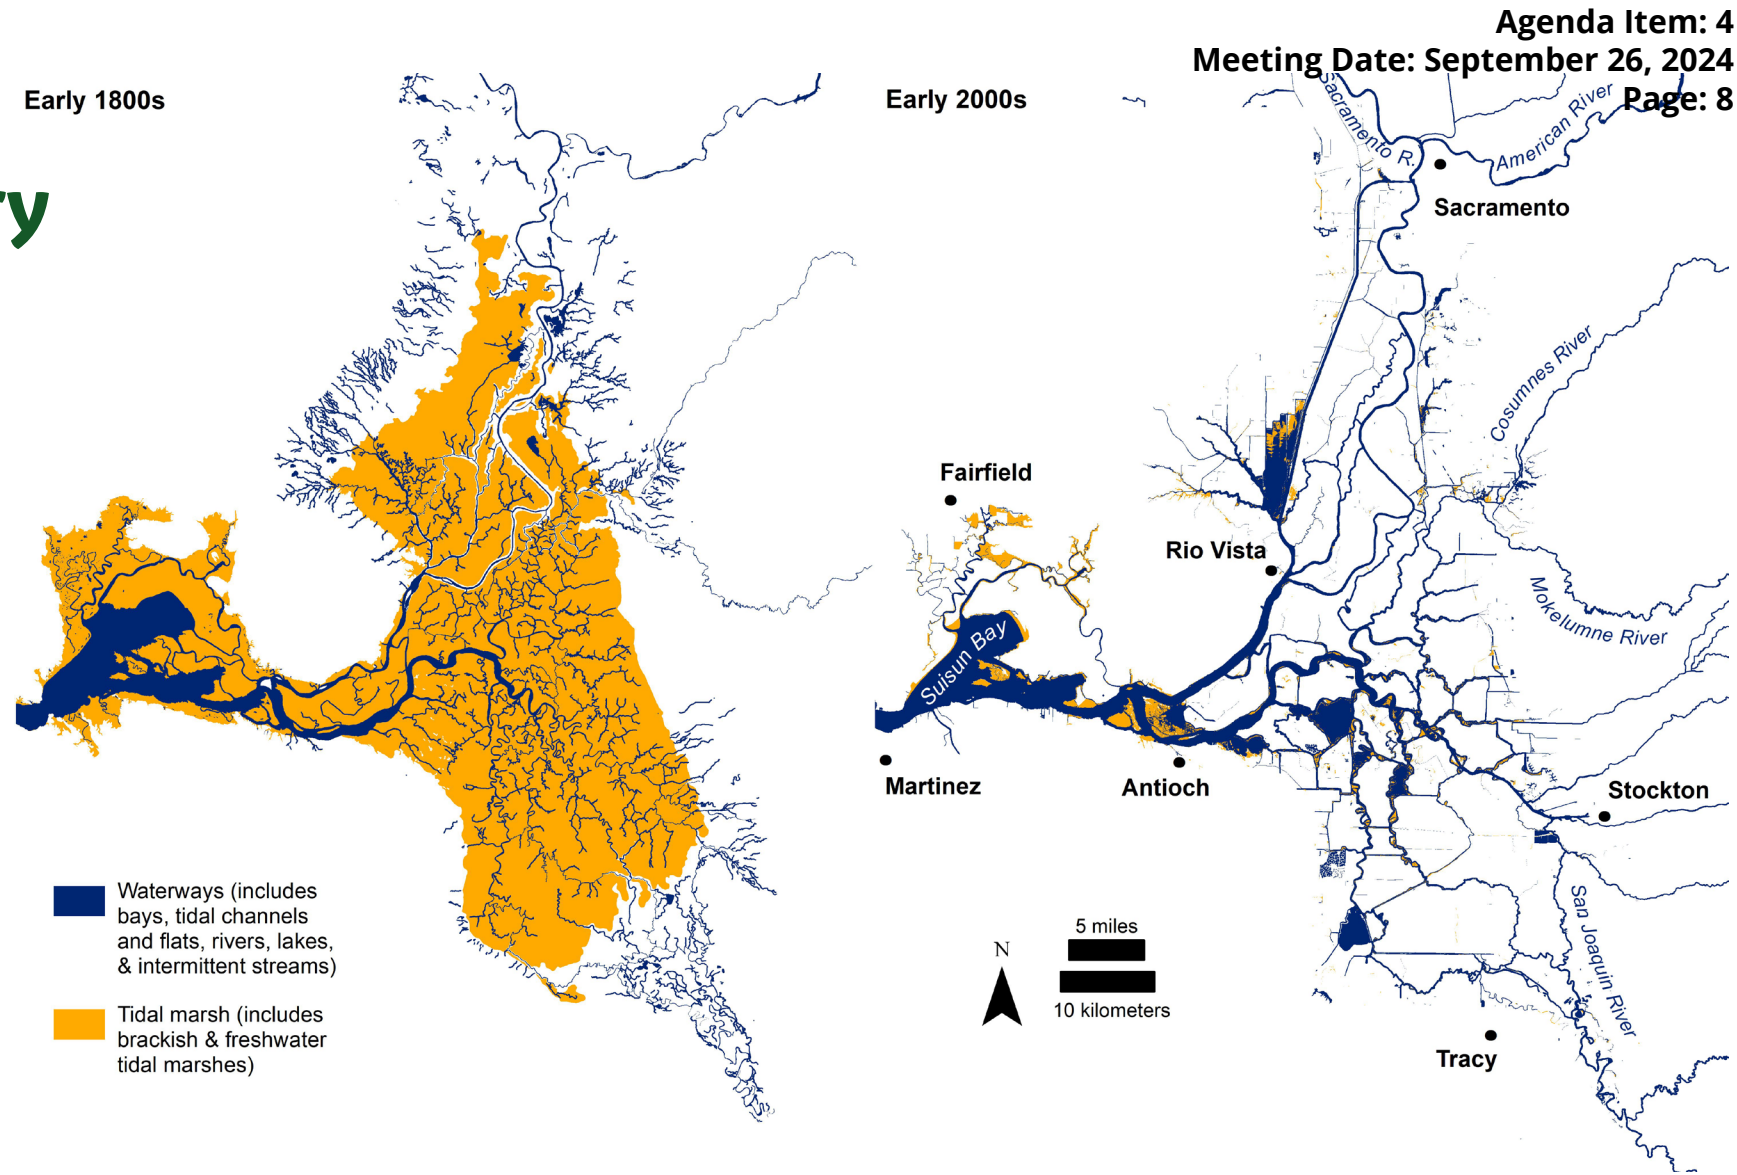 Agenda Item: 4
Meeting Date: September 26, 2024
Page: 8
Early 1800s
ry
Waterways (includes
bays, tidal channels
and flats, rivers, lakes,
& intermittent streams)
Tidal marsh (includes
brackish & freshwater
tidal marshes)
Early 2000s
Sacramento R.
American River
Sacramento
Cosumnes River
Fairfield
Rio Vista
Mokelumne River
Suisun Bay
Martinez
Antioch
Stockton
San Joaquin River
N
5 miles
10 kilometers
Tracy